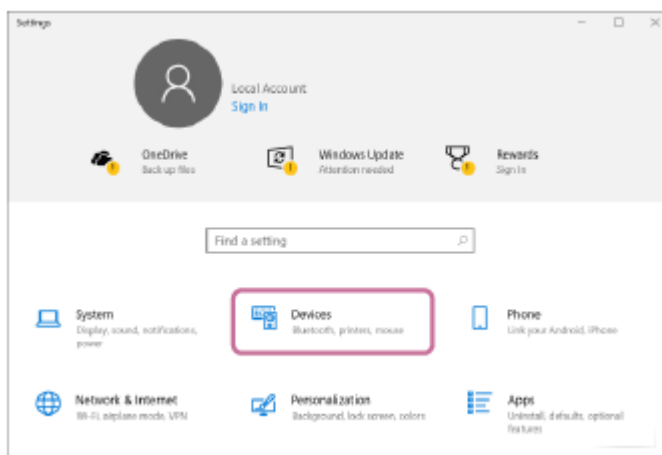 Settings
Local Account
Sign In
OneDrive
Back up files
Windows Update
Attention needed
Rewards
Sign In
Find a setting
System
Display, sound, notifications,
power
Devices
Bluetooth, printers, mouse
Phone
Link your Android, iPhone
Network & Internet
Wi-Fi, airplane mode, VPN
Personalization
Background, lock screen, colors
Apps
Uninstall, defaults, optional
features